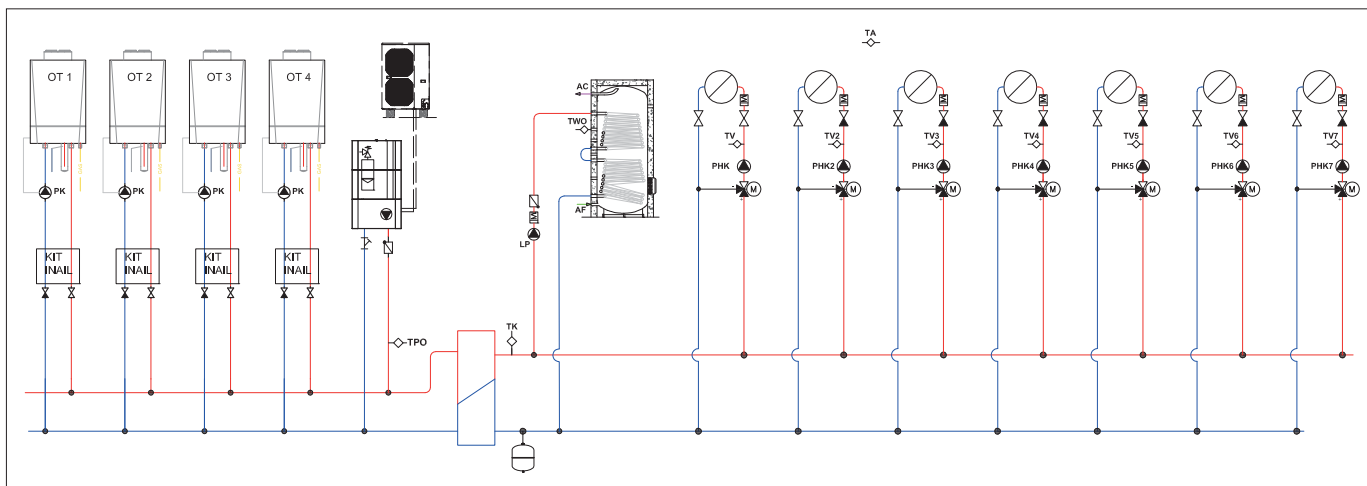 TA
OT 1
OT 2
OT 3
OT 4
AC
TWO
AF
LP
TV
TV2
TV3
TV4
TV5
TV6
TV7
PHK
PHK2
PHK3
PHK4
PHK5
PHK6
PHK7
M
M
M
M
M
M
M
PK
PK
PK
PK
KIT INAIL
KIT INAIL
KIT INAIL
KIT INAIL
TK
TPO